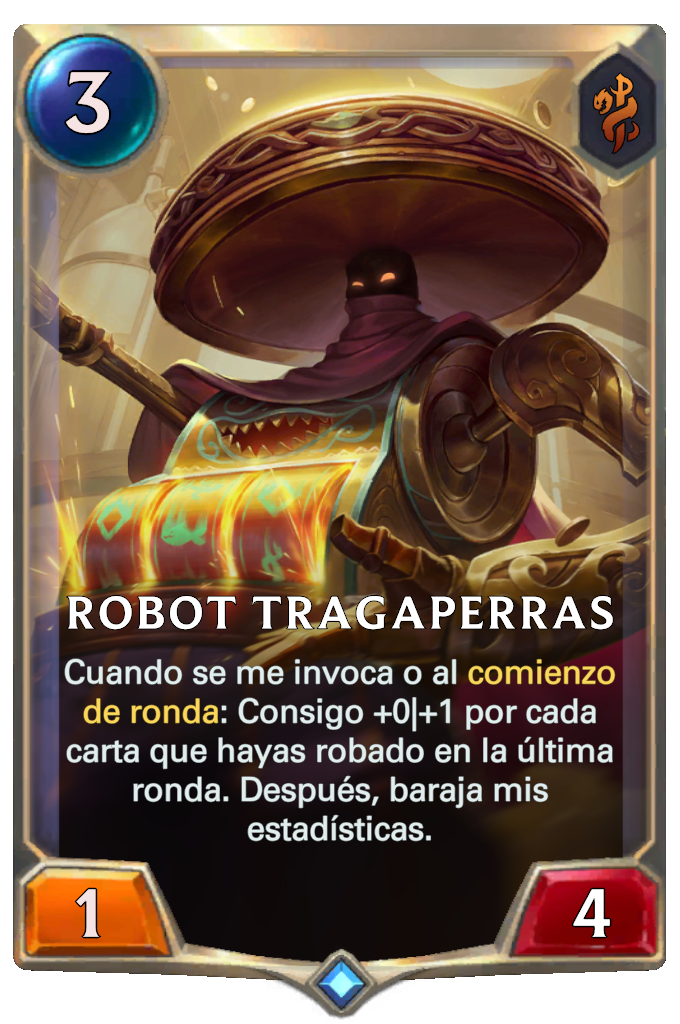 3
ROBOT TRAGAPERRAS
Cuando se me invoca o al comienzo
de ronda: Consigo +0|+1 por cada
carta que hayas robado en la última
ronda. Después, baraja mis
estadísticas.
1
4